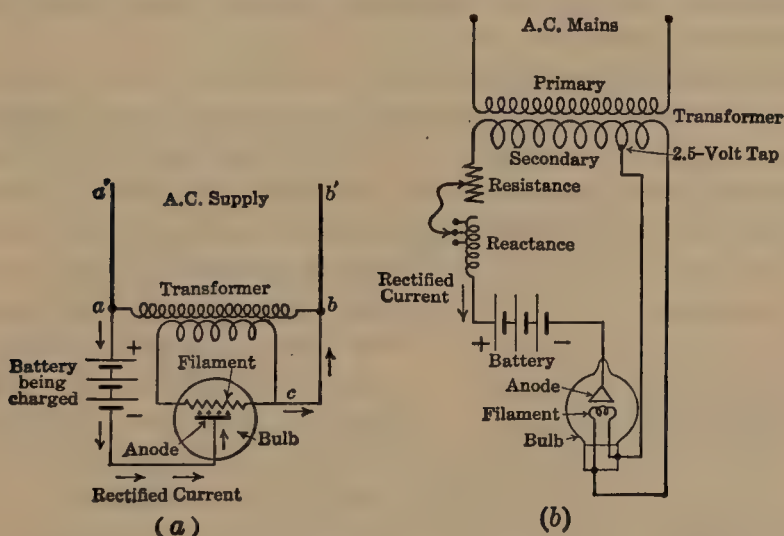 a′
A.C. Supply
b′
Transformer
a
b
+
Battery
being
charged
−
Filament
c
Anode
Bulb
Rectified Current
(a)
A.C. Mains
Primary
Transformer
Secondary
2.5-Volt Tap
Resistance
Reactance
Rectified
Current
+
Battery
−
Anode
Filament
Bulb
(b)